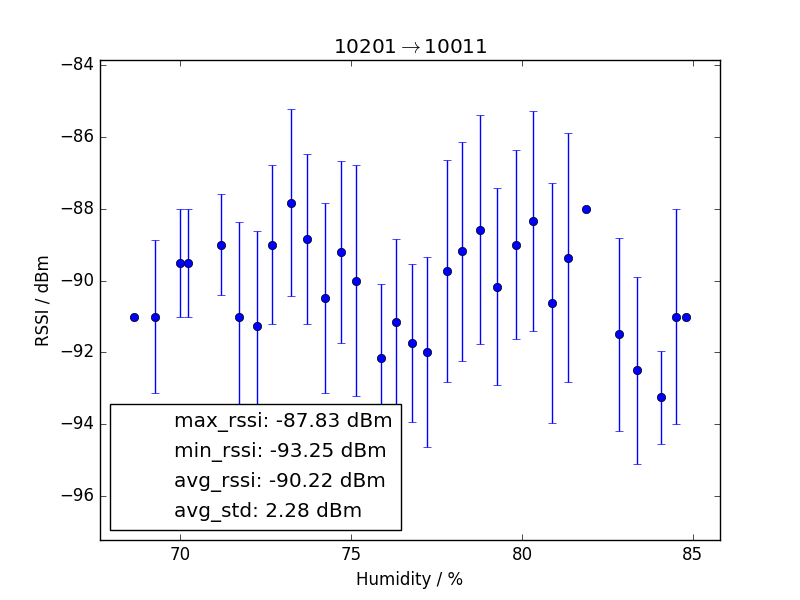 10201→10011
RSSI / dBm
−84
−86
−88
−90
−92
−94
−96
max_rssi: -87.83 dBm
min_rssi: -93.25 dBm
avg_rssi: -90.22 dBm
avg_std: 2.28 dBm
70
75
80
85
Humidity / %